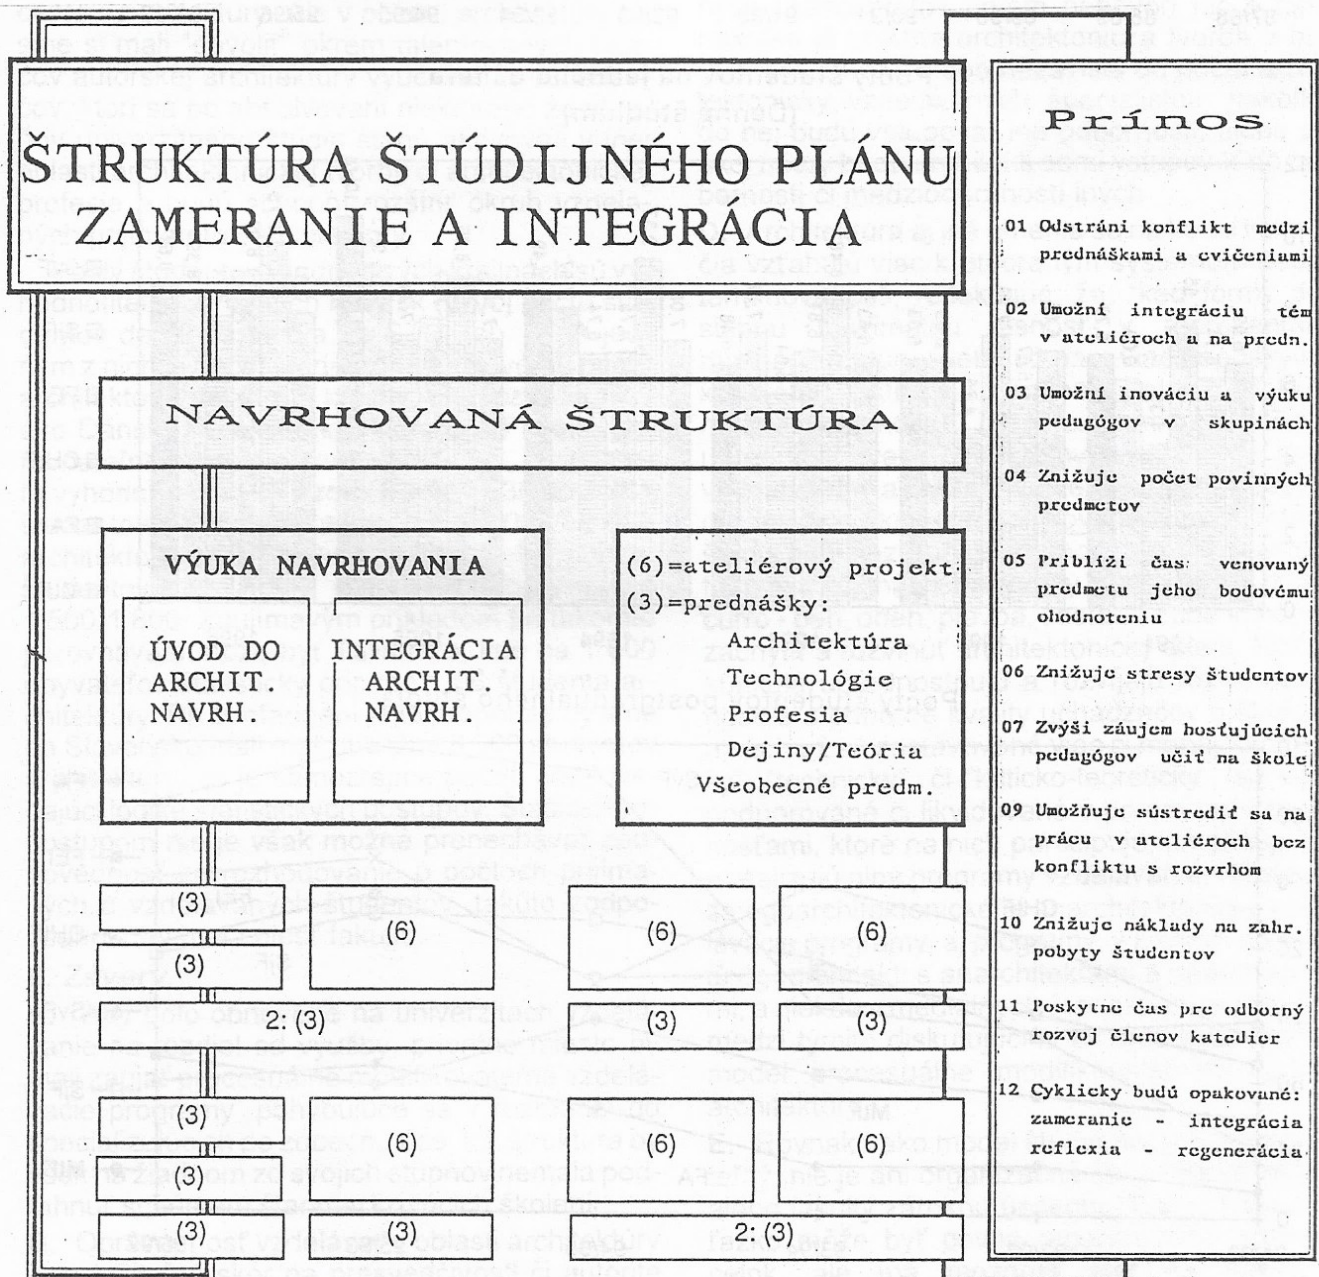 ŠTRUKTÚRA ŠTÚDIJNÉHO PLÁNU
ZAMERANIE A INTEGRÁCIA
NAVRHOVANÁ ŠTRUKTÚRA
VÝUKA NAVRHOVANIA
ÚVOD DO
ARCHIT.
NAVRH.
INTEGRÁCIA
ARCHIT.
NAVRH.
(6)=ateliérový projekt
(3)=prednášky:
Architektúra
Technológie
Profesia
Dejiny/Teória
Všeobecné predm.
(3)
(6)
(6)
(6)
(3)
2: (3)
(3)
(3)
(3)
(3)
(3)
(6)
(6)
(6)
(3)
(3)
2: (3)
Prínos
01 Odstráni konflikt medzi
prednáškami a cvičeniami
02 Umožní integráciu tém
v ateliéroch a na predn.
03 Umožní inováciu a výuku
pedagógov v skupinách
04 Znižuje počet povinných
predmetov
05 Priblíži čas venovaný
predmetu jeho bodovému
ohodnoteniu
06 Znižuje stresy študentov
07 Zvýši záujem hosťujúcich
pedagógov učiť na škole
09 Umožňuje sústrediť sa na
prácu v ateliéroch bez
konfliktu s rozvrhom
10 Znižuje náklady na zahr.
pobyty študentov
11 Poskytne čas pre odborný
rozvoj členov katedier
12 Cyklicky budú opakované:
zameranie - integrácia
reflexia - regenerácia